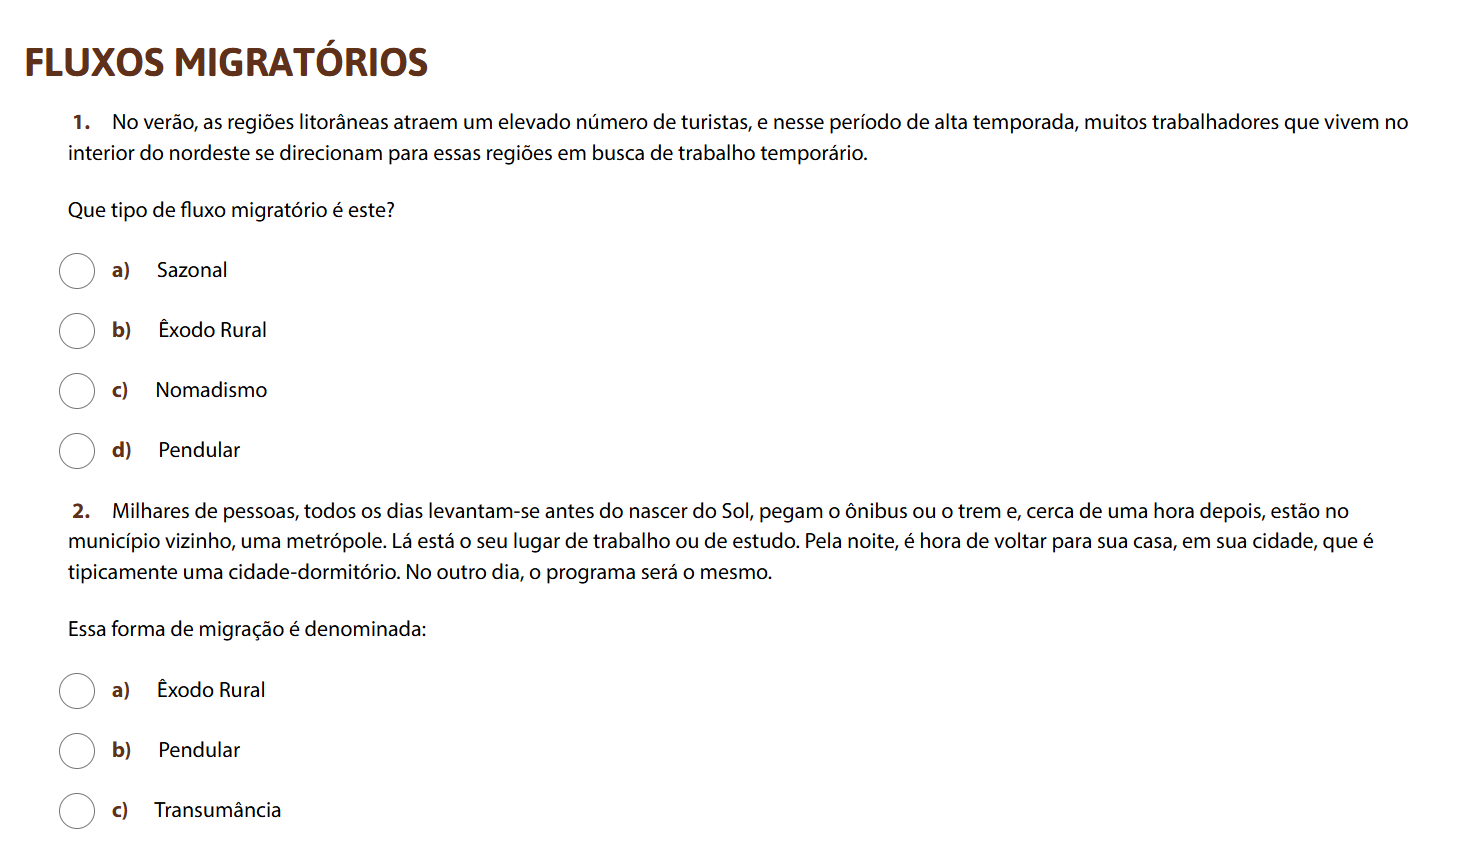 FLUXOS MIGRATÓRIOS
1. No verão, as regiões litorâneas atraem um elevado número de turistas, e nesse período de alta temporada, muitos trabalhadores que vivem no
interior do nordeste se direcionam para essas regiões em busca de trabalho temporário.
Que tipo de fluxo migratório é este?
a) Sazonal
b) Êxodo Rural
c) Nomadismo
d) Pendular
2. Milhares de pessoas, todos os dias levantam-se antes do nascer do Sol, pegam o ônibus ou o trem e, cerca de uma hora depois, estão no
município vizinho, uma metrópole. Lá está o seu lugar de trabalho ou de estudo. Pela noite, é hora de voltar para sua casa, em sua cidade, que é
tipicamente uma cidade-dormitório. No outro dia, o programa será o mesmo.
Essa forma de migração é denominada:
a) Êxodo Rural
b) Pendular
c) Transumância